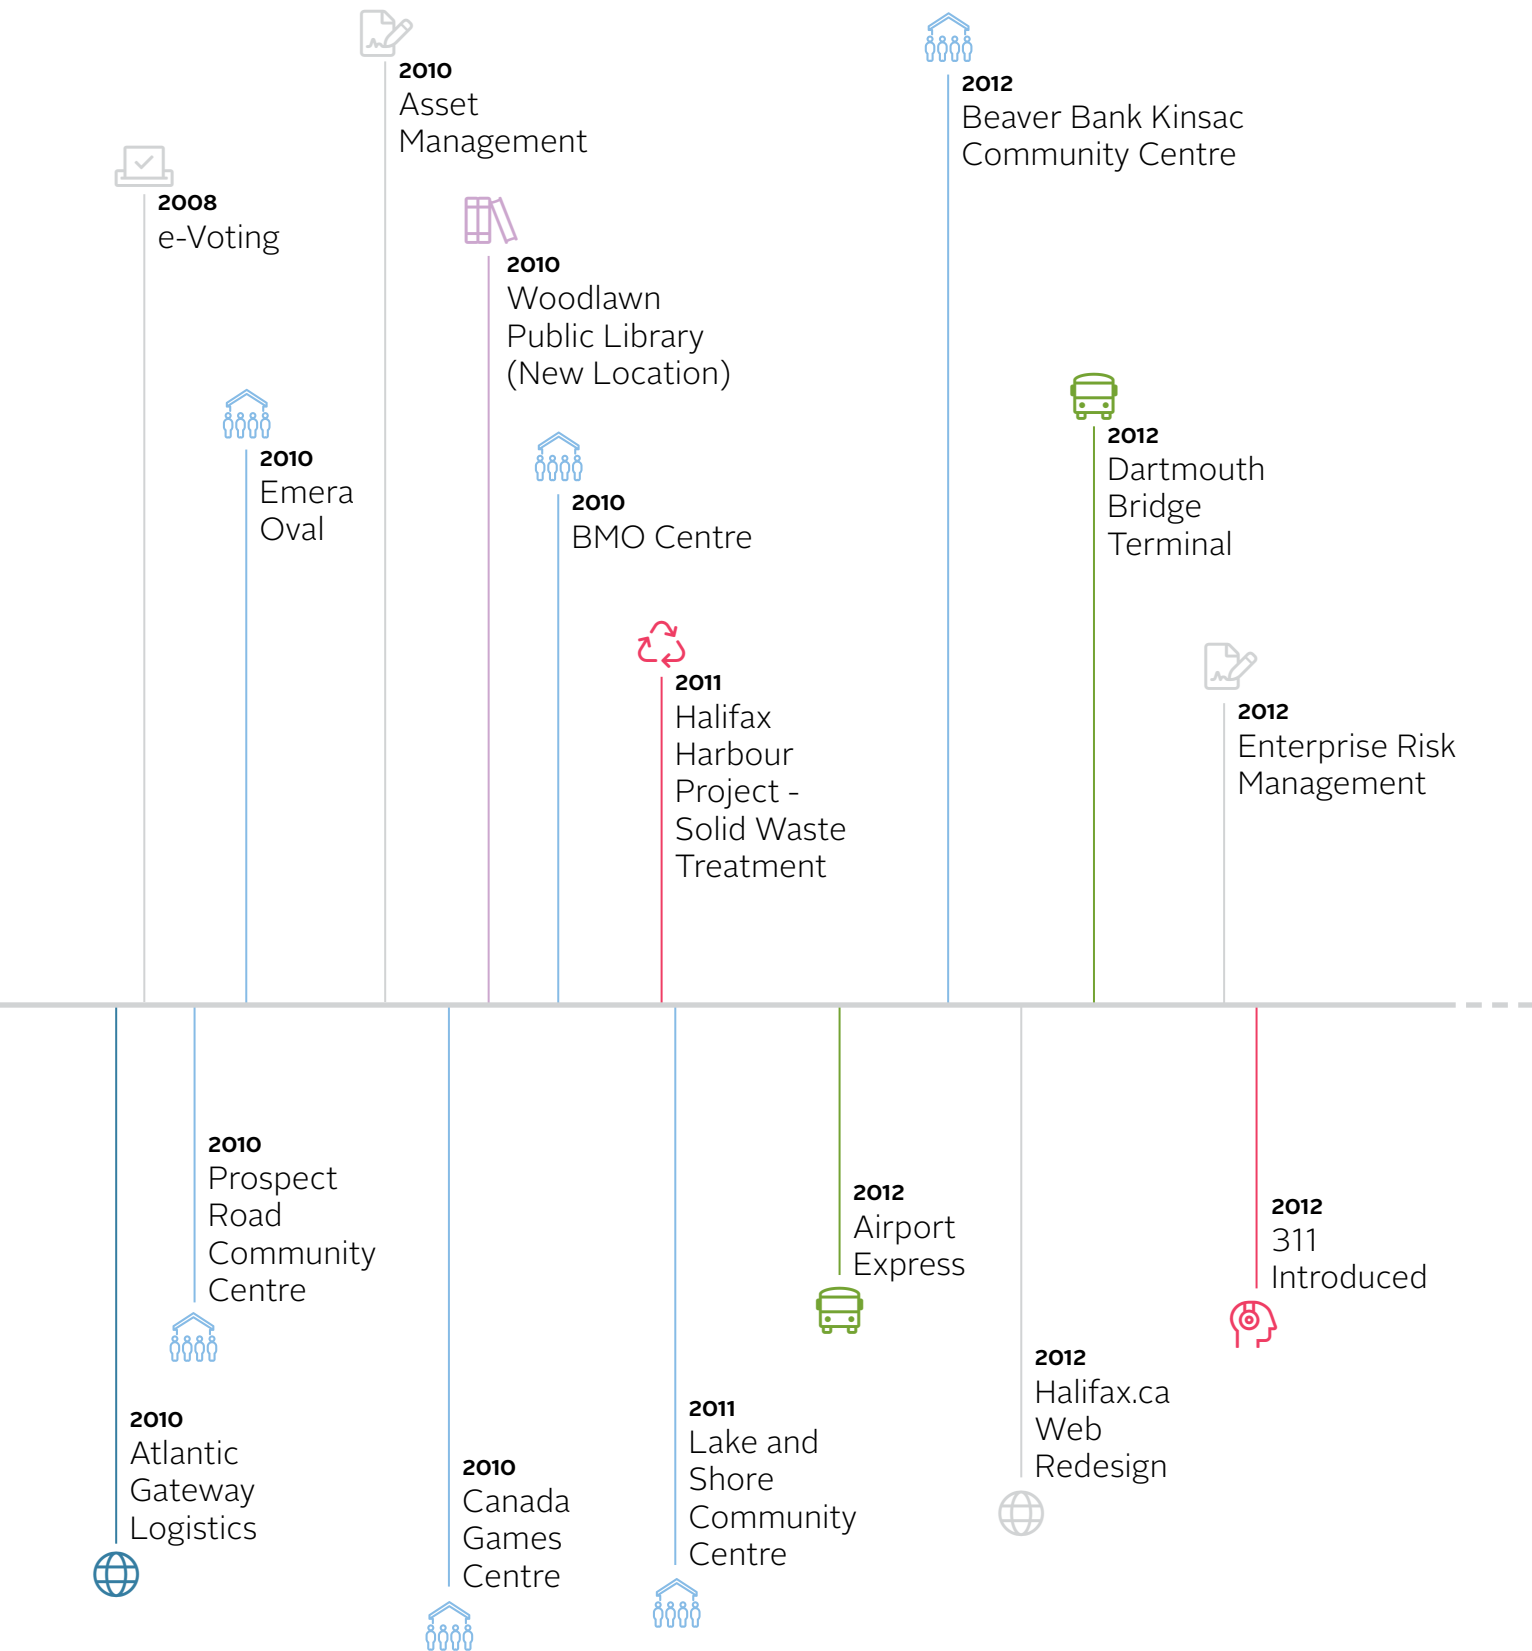 2010
Asset
Management
2012
Beaver Bank Kinsac
Community Centre
2008
e-Voting
2010
Woodlawn
Public Library
(New Location)
2010
Emera
Oval
2010
BMO Centre
2012
Dartmouth
Bridge
Terminal
2011
Halifax
Harbour
Project -
Solid Waste
Treatment
2012
Enterprise Risk
Management
2010
Prospect
Road
Community
Centre
2012
Airport
Express
2012
311
Introduced
2012
Halifax.ca
Web
Redesign
2010
Atlantic
Gateway
Logistics
2010
Canada
Games
Centre
2011
Lake and
Shore
Community
Centre